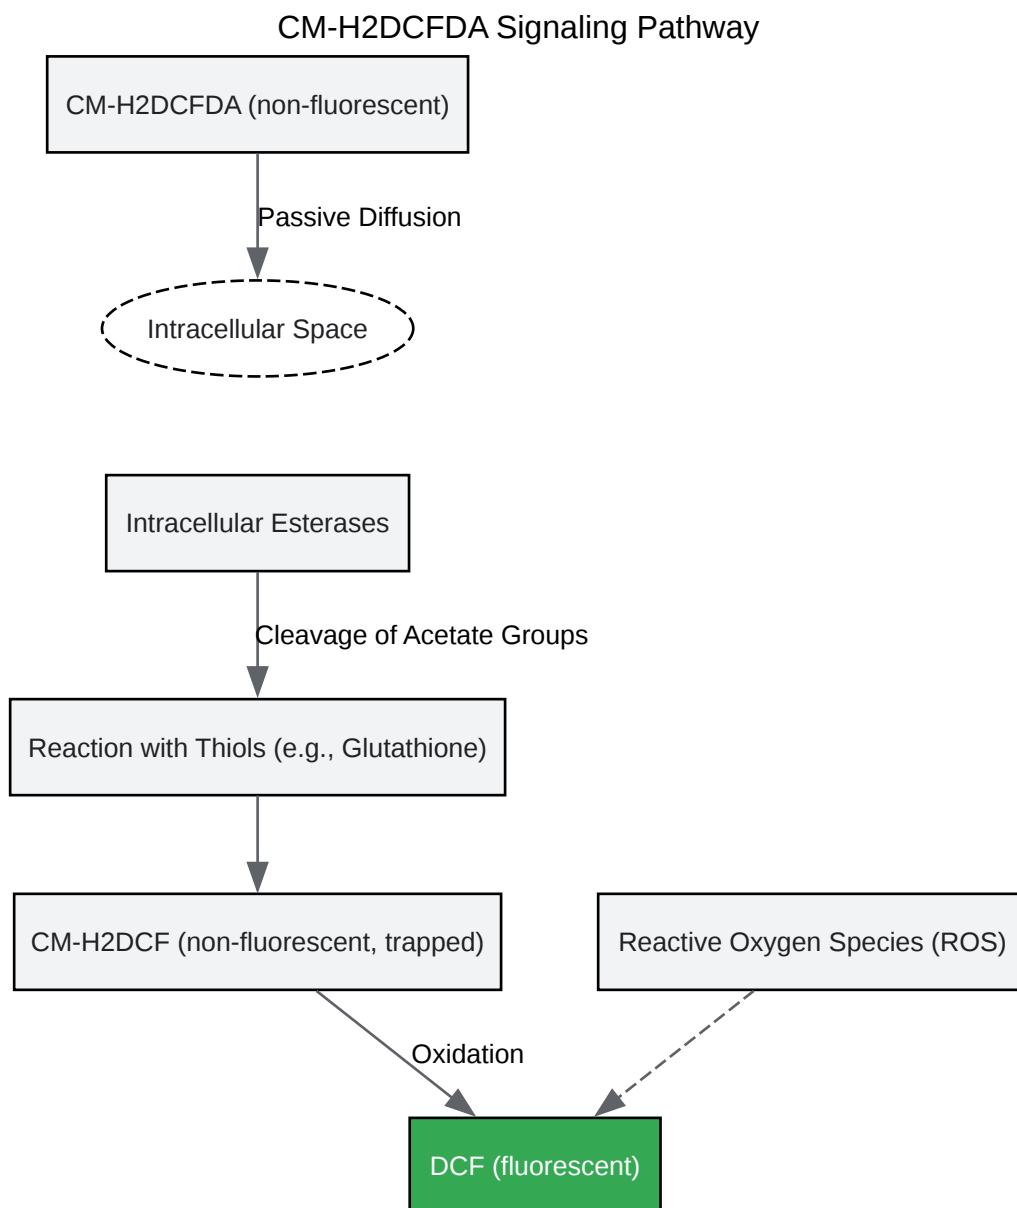 CM-H2DCFDA Signaling Pathway
CM-H2DCFDA (non-fluorescent)
Passive Diffusion
Intracellular Space
Intracellular Esterases
Cleavage of Acetate Groups
Reaction with Thiols (e.g., Glutathione)
CM-H2DCF (non-fluorescent, trapped)
Reactive Oxygen Species (ROS)
Oxidation
DCF (fluorescent)